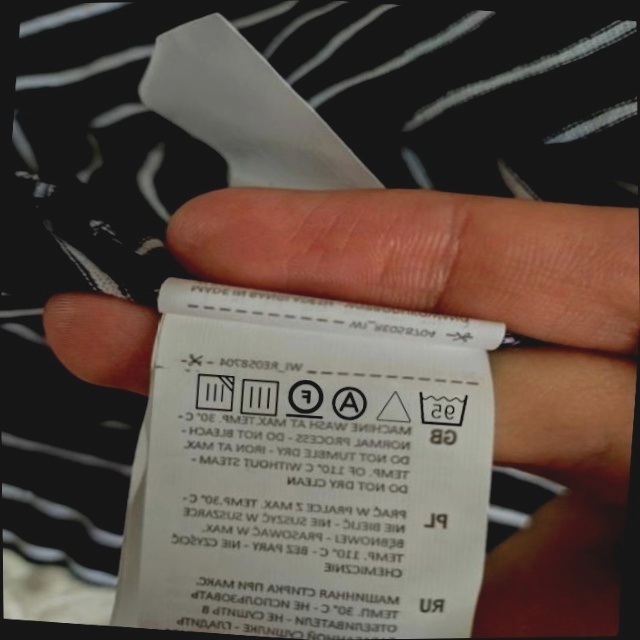 WI_RE058704
95 A F
GB
MACHINE WASH AT MAX.TEMP. 30° C -
NORMAL PROCESS - DO NOT BLEACH -
DO NOT TUMBLE DRY - IRON AT MAX.
TEMP. OF 110° C WITHOUT STEAM -
DO NOT DRY CLEAN
PL
PRAĆ W PRALCE Z MAX. TEMP 30° C -
NIE BIELIĆ - NIE SUSZYĆ W SUSZARCE
BĘBNOWEJ - PRASOWAĆ W MAX.
TEMP. 110° C - BEZ PARY - NIE CZYŚCIĆ
CHEMICZNIE
RU
МАШИННАЯ СТИРКА ПРИ МАКС.
ТЕМП. 30° C - НЕ ИСПОЛЬЗОВАТЬ
ОТБЕЛИВАТЕЛИ - НЕ СУШИТЬ В